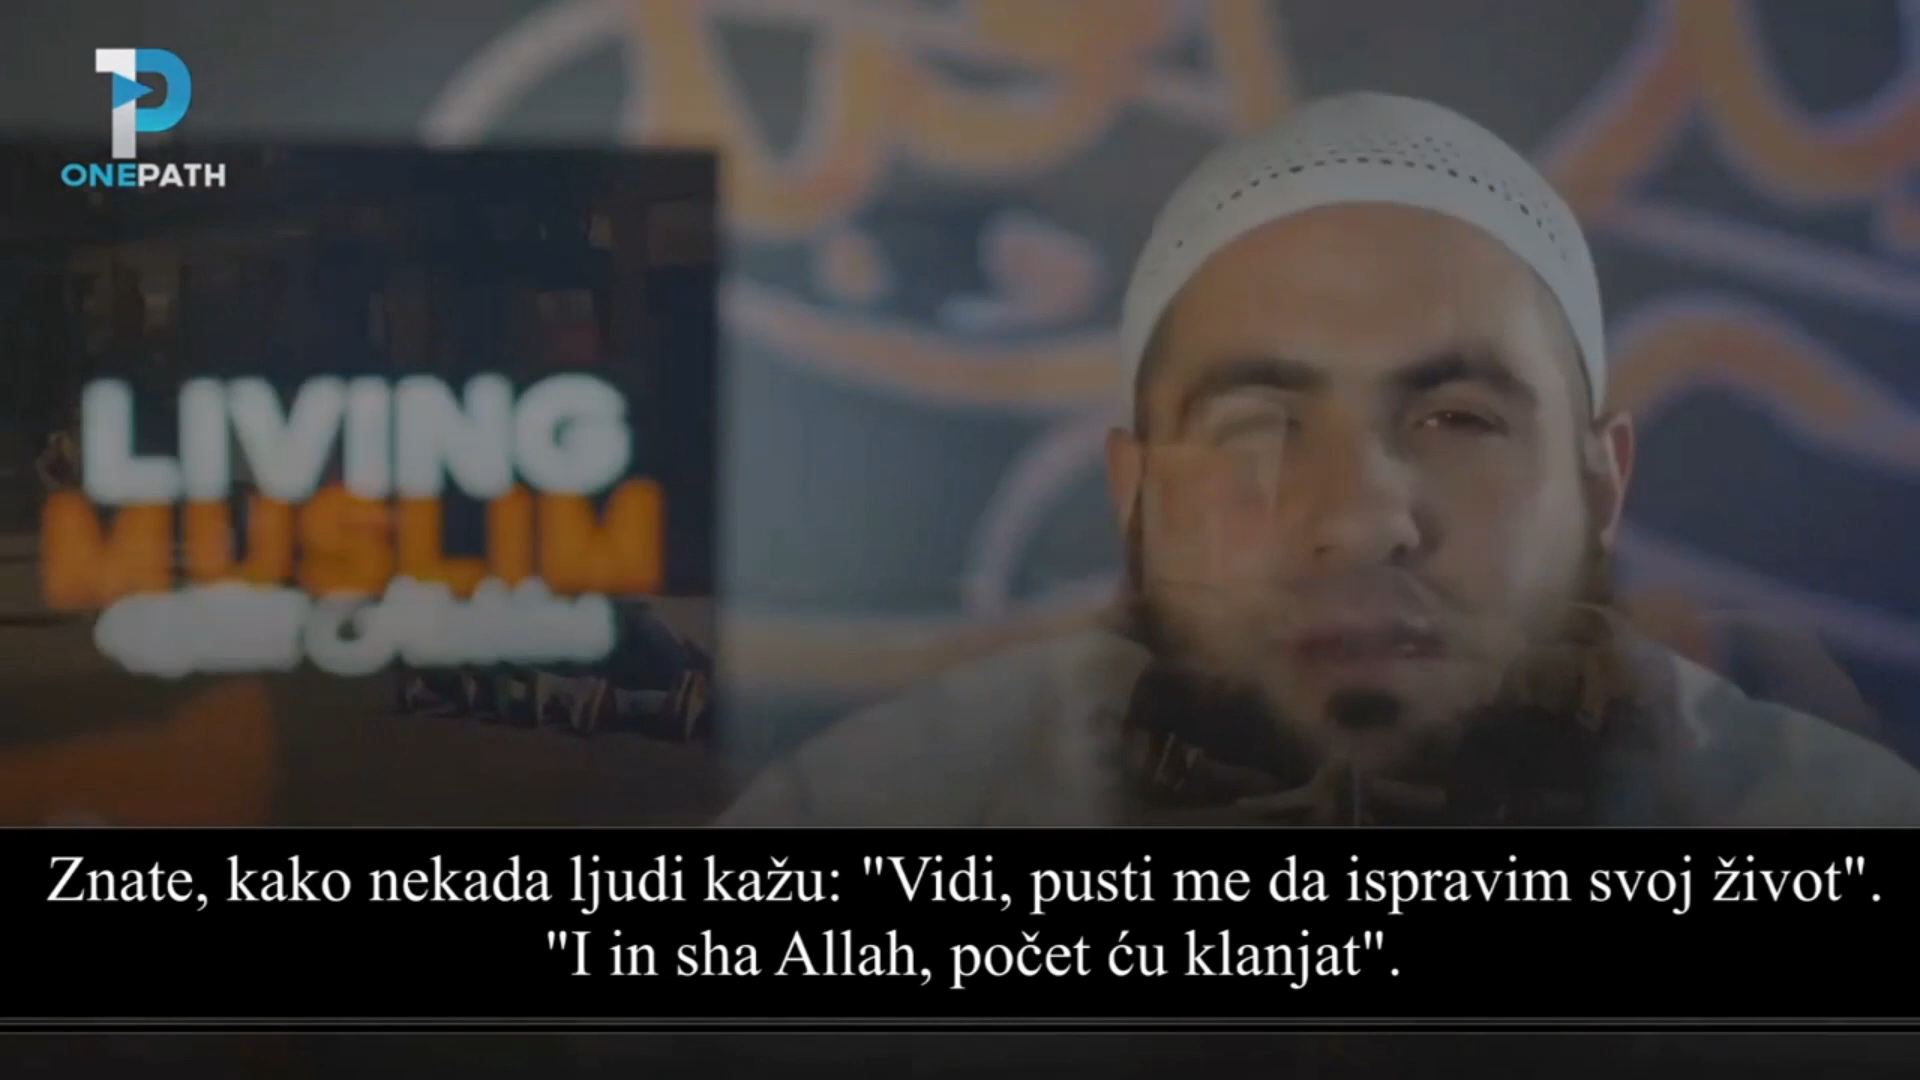 ONEPATH
LIVING
MUSLIM
Znate, kako nekada ljudi kažu: "Vidi, pusti me da ispravim svoj život".
"I in sha Allah, počet ću klanjat".